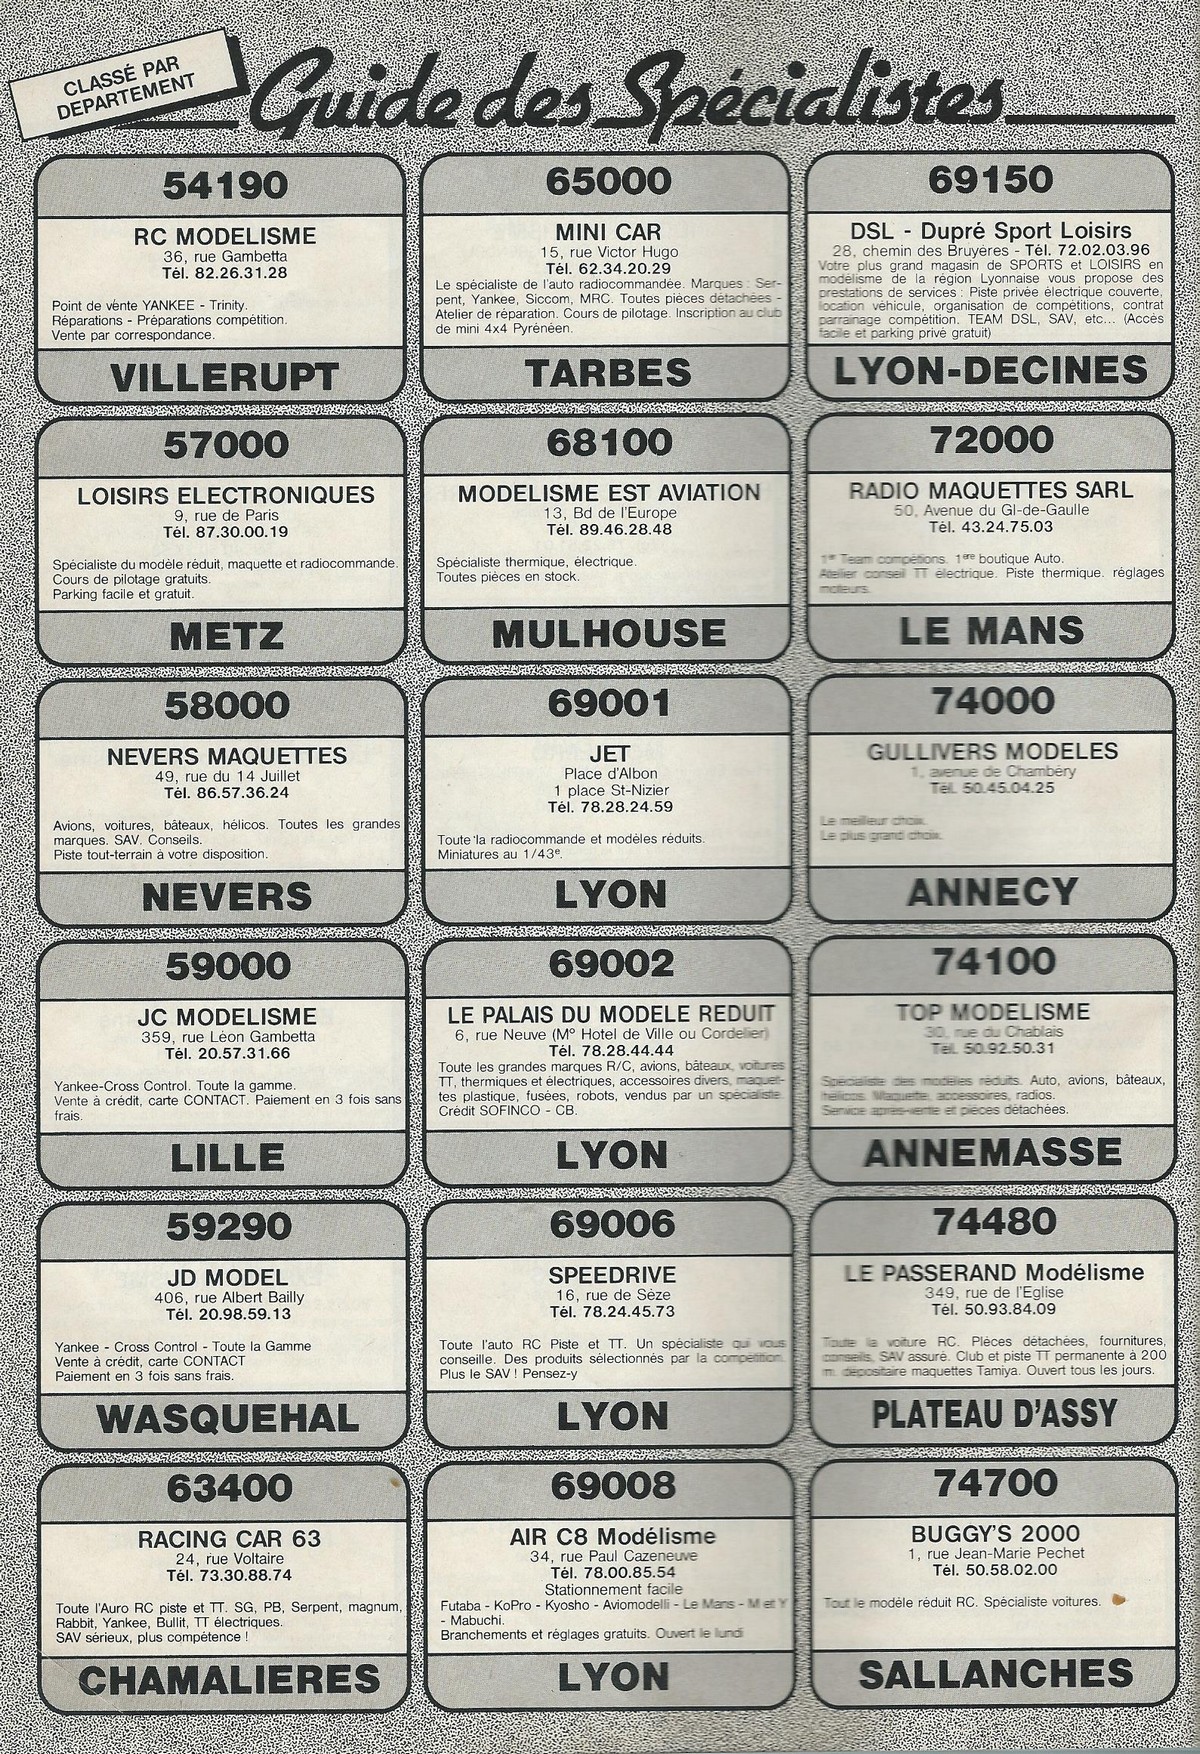 CLASSÉ PAR
DEPARTEMENT
Guide des Spécialistes
54190
RC MODELISME
36, rue Gambetta
Tél. 82.26.31.28
Point de vente YANKEE - Trinity.
Réparations - Préparations compétition.
Vente par correspondance.
VILLERUPT
57000
LOISIRS ELECTRONIQUES
9, rue de Paris
Tél. 87.30.00.19
Spécialiste du modèle réduit, maquette et radiocommande.
Cours de pilotage gratuits.
Parking facile et gratuit.
METZ
58000
NEVERS MAQUETTES
49, rue du 14 Juillet
Tél. 86.57.36.24
Avions, voitures, bâteaux, hélicos. Toutes les grandes
marques. SAV. Conseils.
Piste tout-terrain à votre disposition.
NEVERS
59000
JC MODELISME
359, rue Léon Gambetta
Tél. 20.57.31.66
Yankee-Cross Control. Toute la gamme.
Vente à crédit, carte CONTACT. Paiement en 3 fois sans
frais.
LILLE
59290
JD MODEL
406, rue Albert Bailly
Tél. 20.98.59.13
Yankee - Cross Control - Toute la Gamme
Vente à crédit, carte CONTACT
Paiement en 3 fois sans frais.
WASQUEHAL
63400
RACING CAR 63
24, rue Voltaire
Tél. 73.30.88.74
Toute l'Auro RC piste et TT. SG, PB, Serpent, magnum,
Rabbit, Yankee, Bullit, TT électriques.
SAV sérieux, plus compétence !
CHAMALIERES
65000
MINI CAR
15, rue Victor Hugo
Tél. 62.34.20.29
Le spécialiste de l'auto radiocommandée. Marques : Ser-
pent, Yankee, Siccom, MRC. Toutes pièces détachées -
Atelier de réparation. Cours de pilotage. Inscription au club
de mini 4x4 Pyrénéen.
TARBES
68100
MODELISME EST AVIATION
13, Bd de l'Europe
Tél. 89.46.28.48
Spécialiste thermique, électrique.
Toutes pièces en stock.
MULHOUSE
69001
JET
Place d'Albon
1 place St-Nizier
Tél. 78.28.24.59
Toute la radiocommande et modèles réduits.
Miniatures au 1/43e.
LYON
69002
LE PALAIS DU MODELE REDUIT
6, rue Neuve (M° Hotel de Ville ou Cordelier)
Tél. 78.28.44.44
Toute les grandes marques R/C, avions, bâteaux, voitures
TT, thermiques et électriques, accessoires divers, maquet-
tes plastique, fusées, robots, vendus par un spécialiste.
Crédit SOFINCO - CB.
LYON
69006
SPEEDRIVE
16, rue de Sèze
Tél. 78.24.45.73
Toute l'auto RC Piste et TT. Un spécialiste qui vous
conseille. Des produits sélectionnés par la compétition.
Plus le SAV ! Pensez-y
LYON
69008
AIR C8 Modélisme
34, rue Paul Cazeneuve
Tél. 78.00.85.54
Stationnement facile
Futaba - KoPro - Kyosho - Aviomodelli - Le Mans - M et Y
- Mabuchi.
Branchements et réglages gratuits. Ouvert le lundi
LYON
69150
DSL - Dupré Sport Loisirs
28, chemin des Bruyères - Tél. 72.02.03.96
Votre plus grand magasin de SPORTS et LOISIRS en
modélisme de la région Lyonnaise vous propose des
prestations de services : Piste privée électrique couverte,
location véhicule, organisation de compétitions, contrat
parrainage compétition. TEAM DSL, SAV, etc... (Accés
facile et parking privé gratuit)
LYON-DECINES
72000
RADIO MAQUETTES SARL
50, Avenue du Gl-de-Gaulle
Tél. 43.24.75.03
1er Team compétions. 1ère boutique Auto.
Atelier conseil TT électrique. Piste thermique. réglages
moteurs.
LE MANS
74000
GULLIVERS MODELES
1, avenue de Chambéry
Tél. 50.45.04.25
Le meilleur choix.
Le plus grand choix.
ANNECY
74100
TOP MODELISME
30, rue du Chablais
Tél. 50.92.50.31
Spécialiste des modèles réduits. Auto, avions, bâteaux,
hélicos. Maquette, accessoires, radios.
Service après-vente et pièces détachées.
ANNEMASSE
74480
LE PASSERAND Modélisme
349, rue de l'Eglise
Tél. 50.93.84.09
Toute la voiture RC. Piéces détachées, fournitures,
conseils, SAV assuré. Club et piste TT permanente à 200
m. dépositaire maquettes Tamiya. Ouvert tous les jours.
PLATEAU D'ASSY
74700
BUGGY'S 2000
1, rue Jean-Marie Pechet
Tél. 50.58.02.00
Tout le modéle réduit RC. Spécialiste voitures.
SALLANCHES